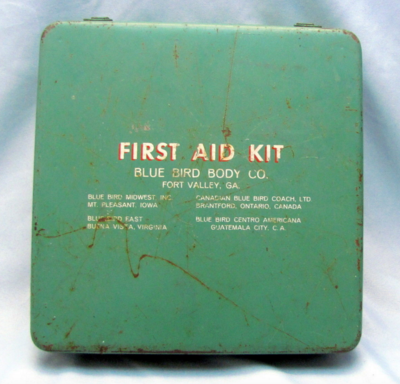 FIRST AID KIT
BLUE BIRD BODY CO.
FORT VALLEY, GA.
BLUE BIRD MIDWEST, INC.
MT. PLEASANT, IOWA
CANADIAN BLUE BIRD COACH, LTD
BRANTFORD, ONTARIO, CANADA
BLUE BIRD EAST
BUENA VISTA, VIRGINIA
BLUE BIRD CENTRO AMERICANA
GUATEMALA CITY, C.A.